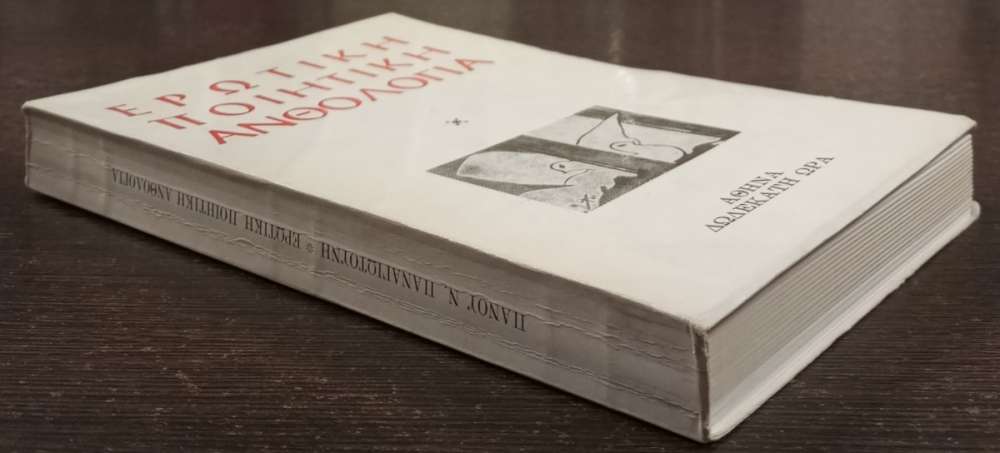 ΕΡΩΤΙΚΗ
ΠΟΙΗΤΙΚΗ
ΑΝΘΟΛΟΓΙΑ
ΑΘΗΝΑ
ΔΩΔΕΚΑΤΗ ΩΡΑ
ΠΑΝΟΥ Ν. ΠΑΝΑΓΙΩΤΟΥΝΗ * ΕΡΩΤΙΚΗ ΠΟΙΗΤΙΚΗ ΑΝΘΟΛΟΓΙΑ